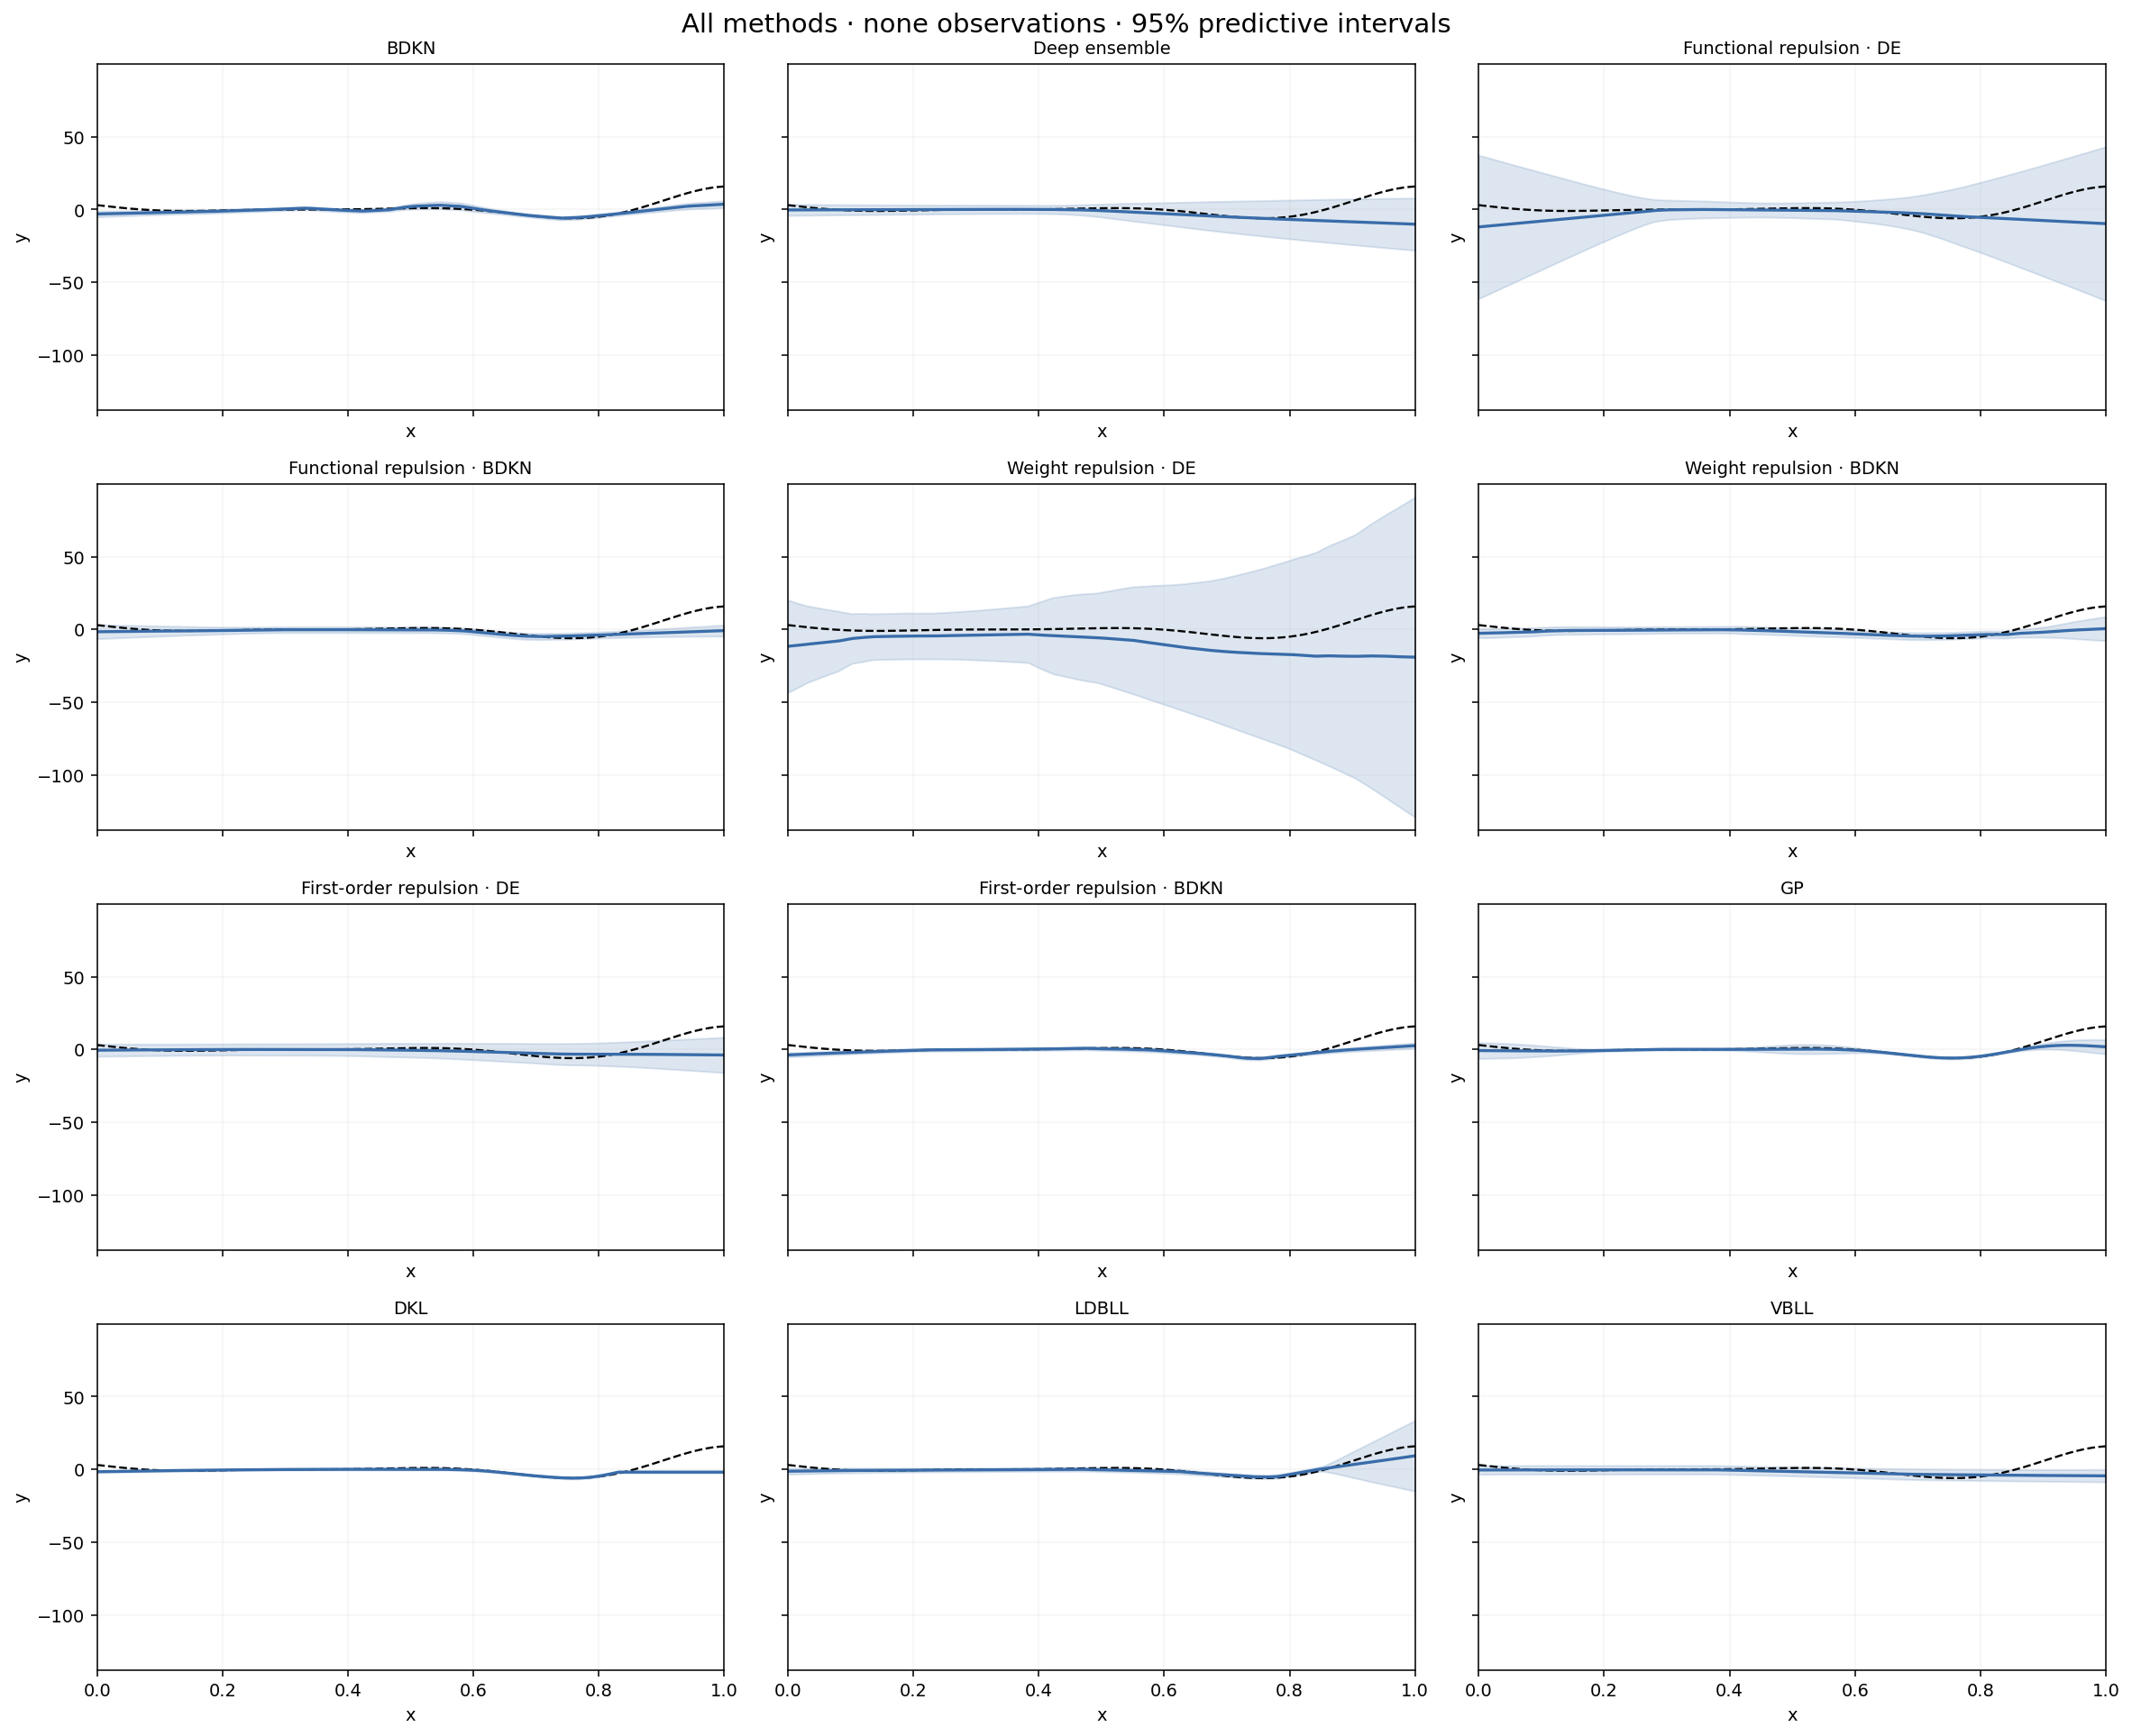 All methods · none observations · 95% predictive intervals
BDKN
Deep ensemble
Functional repulsion · DE
50
0
−50
−100
y
y
y
x
x
x
Functional repulsion · BDKN
Weight repulsion · DE
Weight repulsion · BDKN
50
0
−50
−100
y
y
y
x
x
x
First-order repulsion · DE
First-order repulsion · BDKN
GP
50
0
−50
−100
y
y
y
x
x
x
DKL
LDBLL
VBLL
50
0
−50
−100
y
y
y
0.0 0.2 0.4 0.6 0.8 1.0
0.0 0.2 0.4 0.6 0.8 1.0
0.0 0.2 0.4 0.6 0.8 1.0
x
x
x